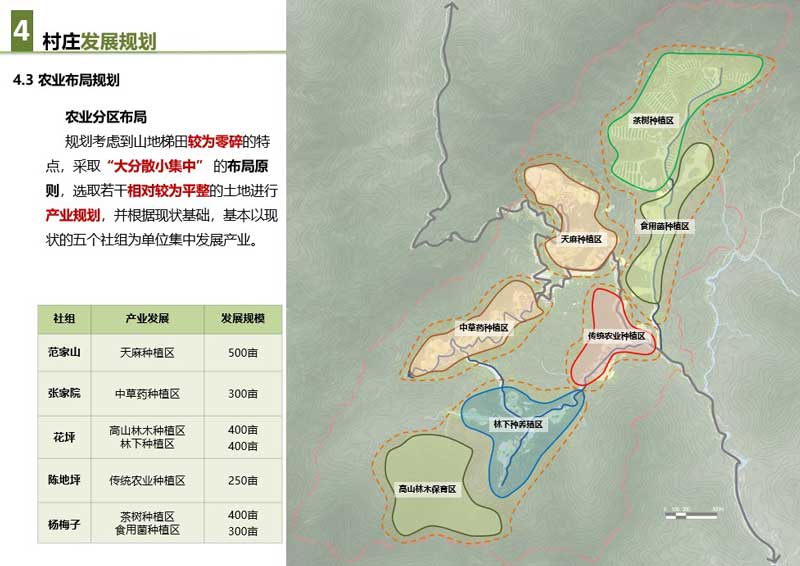 4 村庄发展规划
4.3 农业布局规划
农业分区布局
规划考虑到山地梯田较为零碎的特
点，采取“大分散小集中” 的布局原
则，选取若干相对较为平整的土地进行
产业规划，并根据现状基础，基本以现
状的五个社组为单位集中发展产业。
社组 产业发展 发展规模
范家山 天麻种植区 500亩
张家院 中草药种植区 300亩
花坪 高山林木种植区 400亩
林下种植区 400亩
陈地坪 传统农业种植区 250亩
杨梅子 茶树种植区 400亩
食用菌种植区 300亩
茶树种植区
食用菌种植区
天麻种植区
中草药种植区
传统农业种植区
林下种养殖区
高山林木保育区